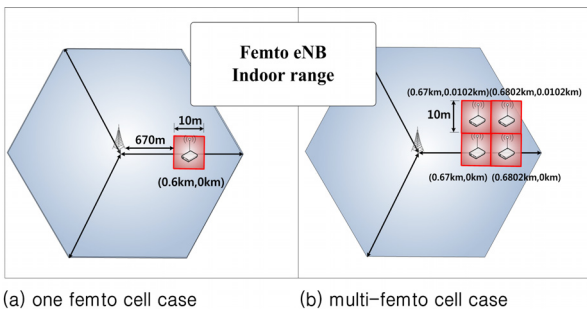 Femto eNB
Indoor range
10m
670m
(0.6km,0km)
(0.67km,0.0102km)
(0.6802km,0.0102km)
10m
(0.67km,0km)
(0.6802km,0km)
(a) one femto cell case
(b) multi-femto cell case